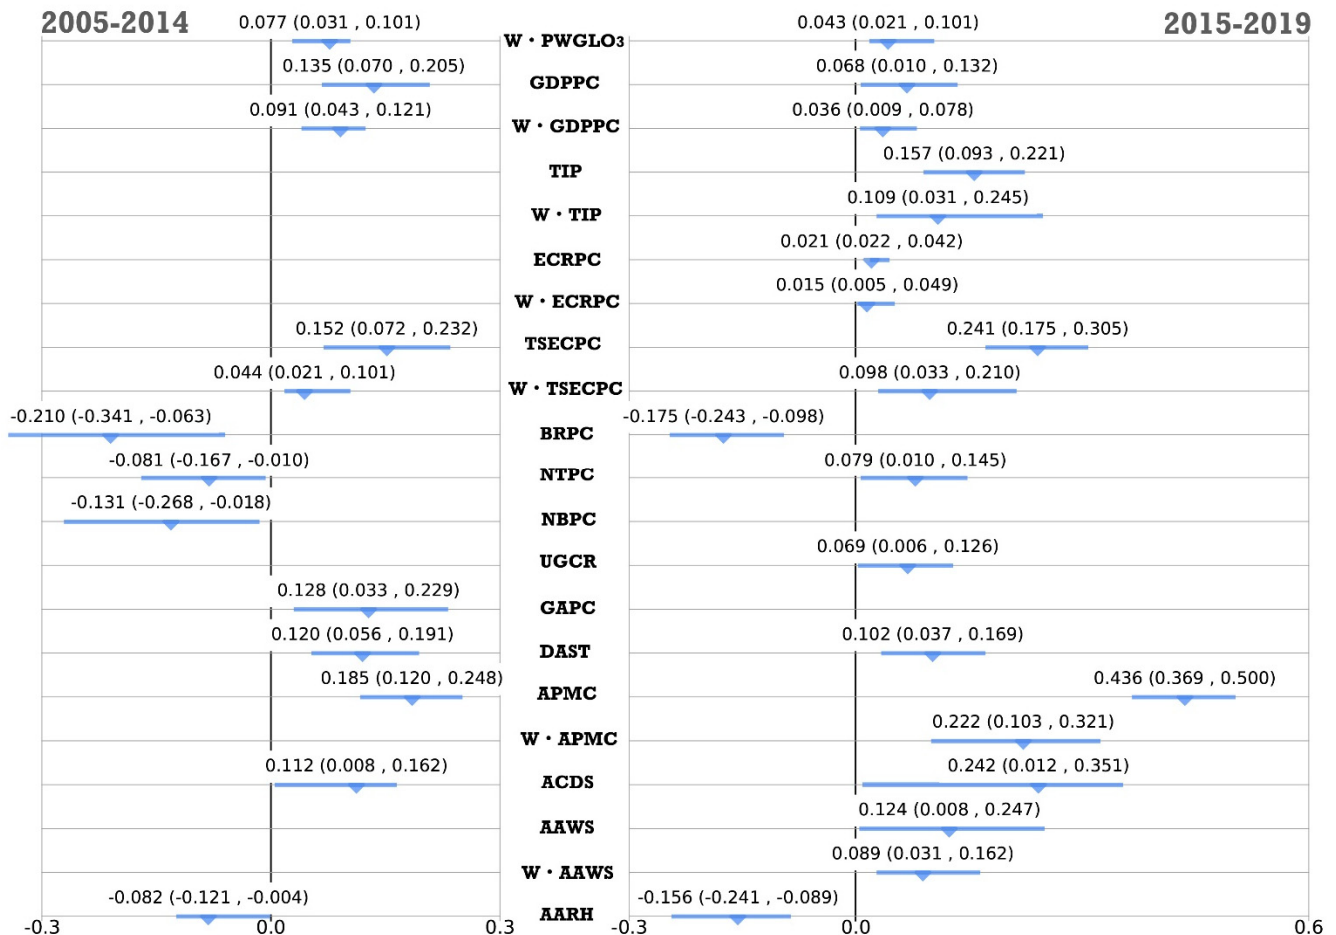 2005-2014
2015-2019
0.077 (0.031 , 0.101)
W · PWGLO3
0.043 (0.021 , 0.101)
0.135 (0.070 , 0.205)
GDPPC
0.068 (0.010 , 0.132)
0.091 (0.043 , 0.121)
W · GDPPC
0.036 (0.009 , 0.078)
TIP
0.157 (0.093 , 0.221)
W · TIP
0.109 (0.031 , 0.245)
ECRPC
0.021 (0.022 , 0.042)
W · ECRPC
0.015 (0.005 , 0.049)
0.152 (0.072 , 0.232)
TSECPC
0.241 (0.175 , 0.305)
0.044 (0.021 , 0.101)
W · TSECPC
0.098 (0.033 , 0.210)
-0.210 (-0.341 , -0.063)
BRPC
-0.175 (-0.243 , -0.098)
-0.081 (-0.167 , -0.010)
NTPC
0.079 (0.010 , 0.145)
-0.131 (-0.268 , -0.018)
NBPC
UGCR
0.069 (0.006 , 0.126)
0.128 (0.033 , 0.229)
GAPC
0.120 (0.056 , 0.191)
DAST
0.102 (0.037 , 0.169)
0.185 (0.120 , 0.248)
APMC
0.436 (0.369 , 0.500)
W · APMC
0.222 (0.103 , 0.321)
0.112 (0.008 , 0.162)
ACDS
0.242 (0.012 , 0.351)
AAWS
0.124 (0.008 , 0.247)
W · AAWS
0.089 (0.031 , 0.162)
-0.082 (-0.121 , -0.004)
AARH
-0.156 (-0.241 , -0.089)
-0.3
0.0
0.3
-0.3
0.0
0.6